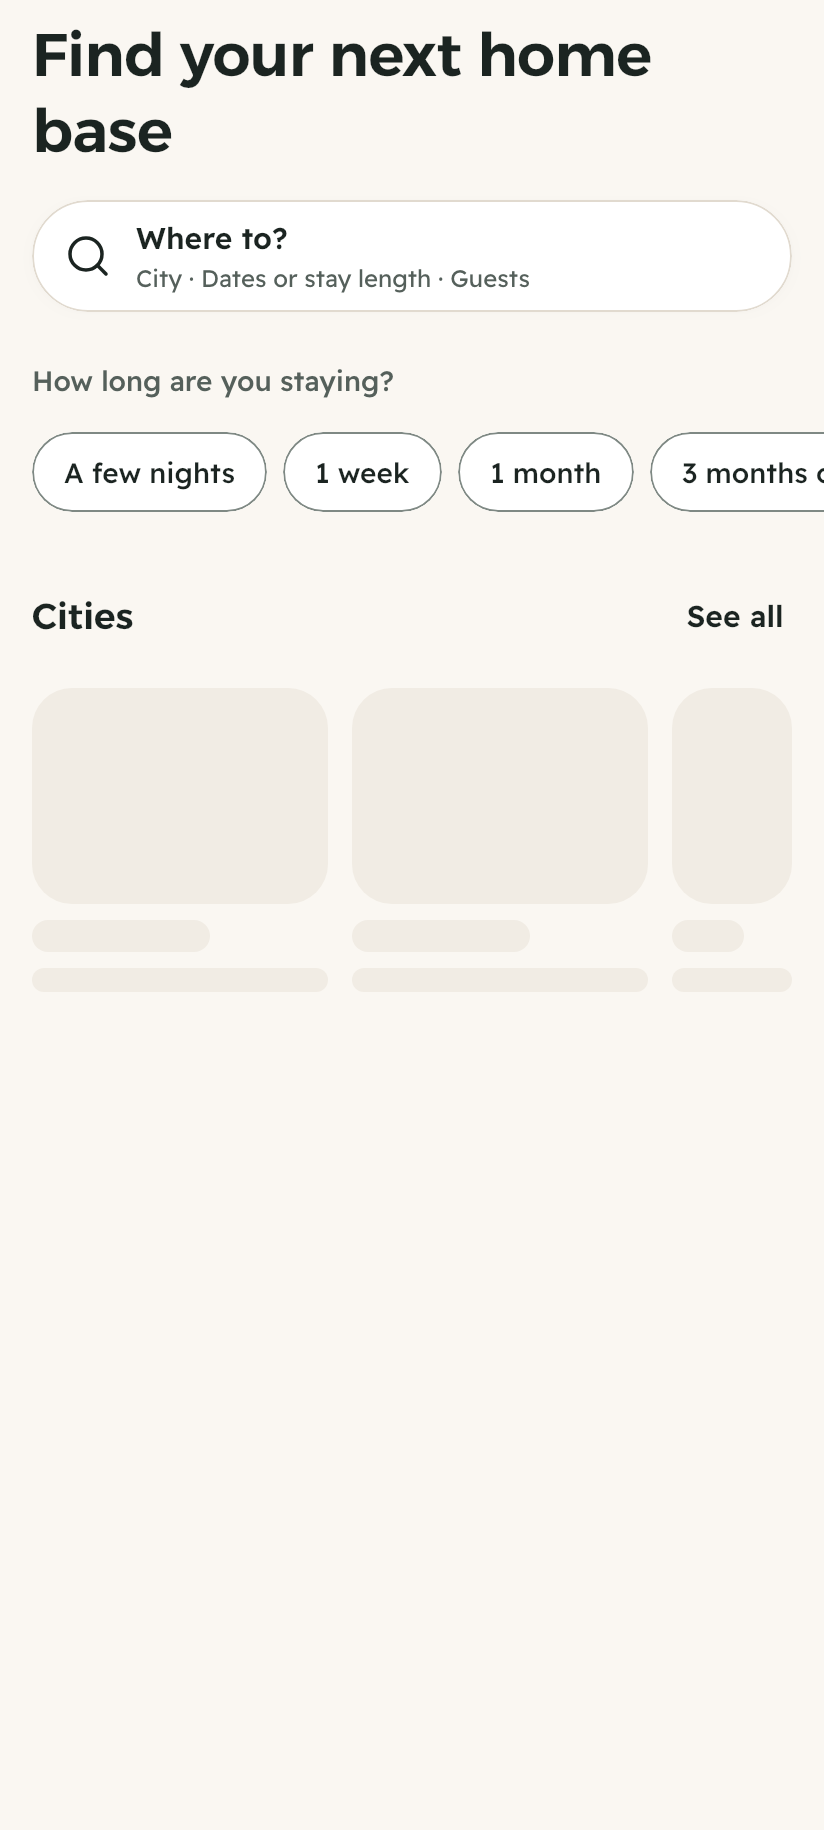 Find your next home
base
Where to?
City · Dates or stay length · Guests
How long are you staying?
A few nights
1 week
1 month
3 months
Cities
See all